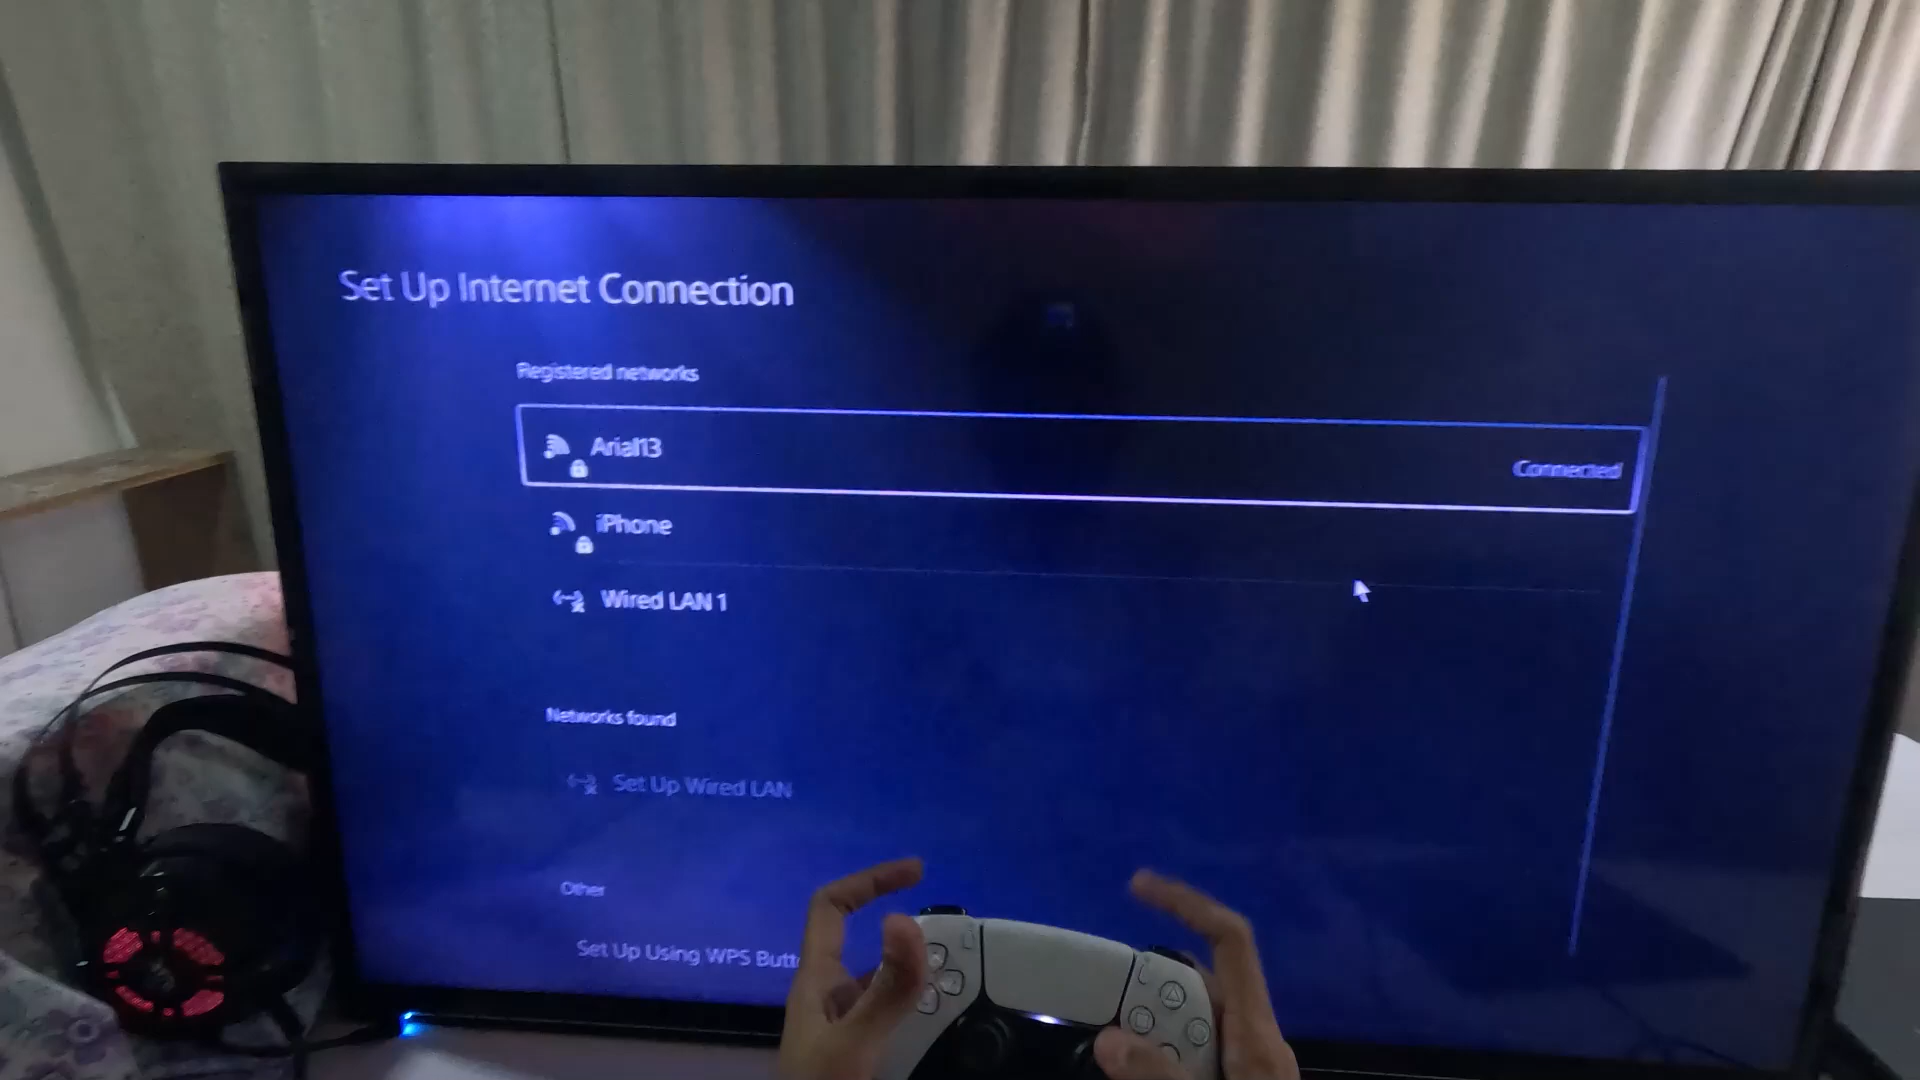 Set Up Internet Connection
Registered networks
Arial13
Connected
iPhone
Wired LAN 1
Networks found
Set Up Wired LAN
Other
Set Up Using WPS Butt